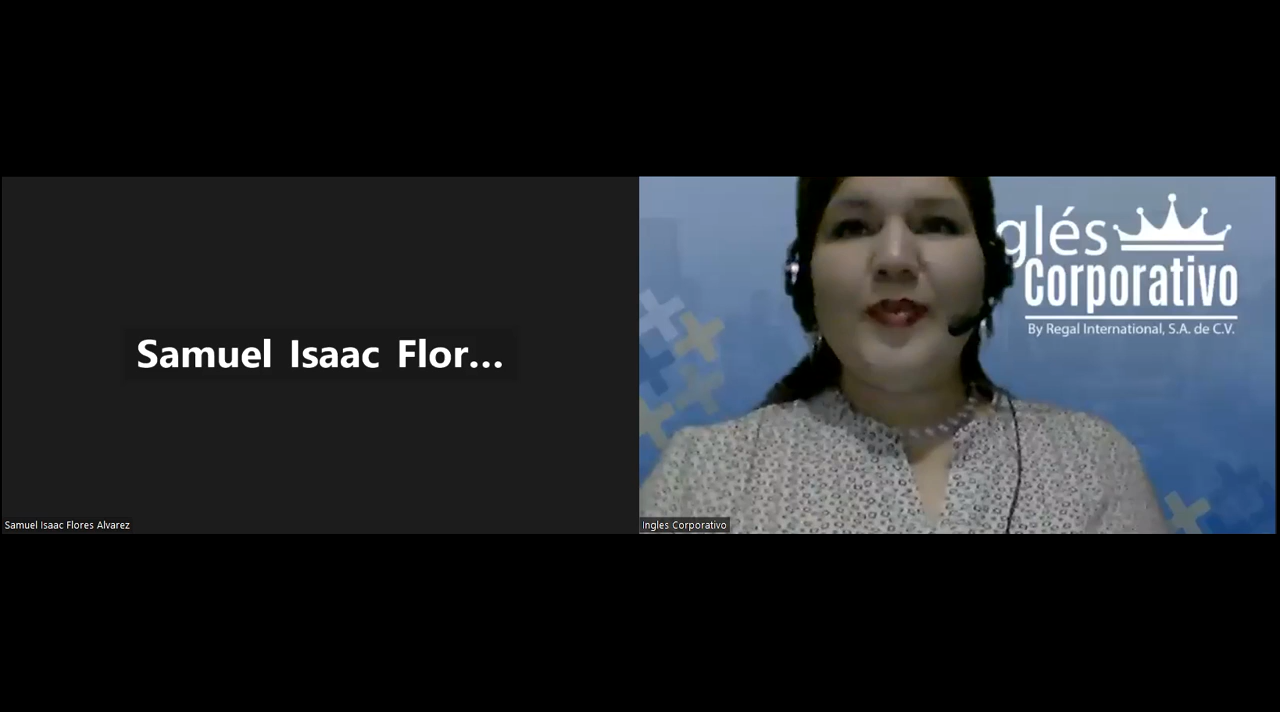 Samuel Isaac Flor...
Samuel Isaac Flores Alvarez
glés
Corporativo
By Regal International, S.A. de C.V.
Ingles Corporativo